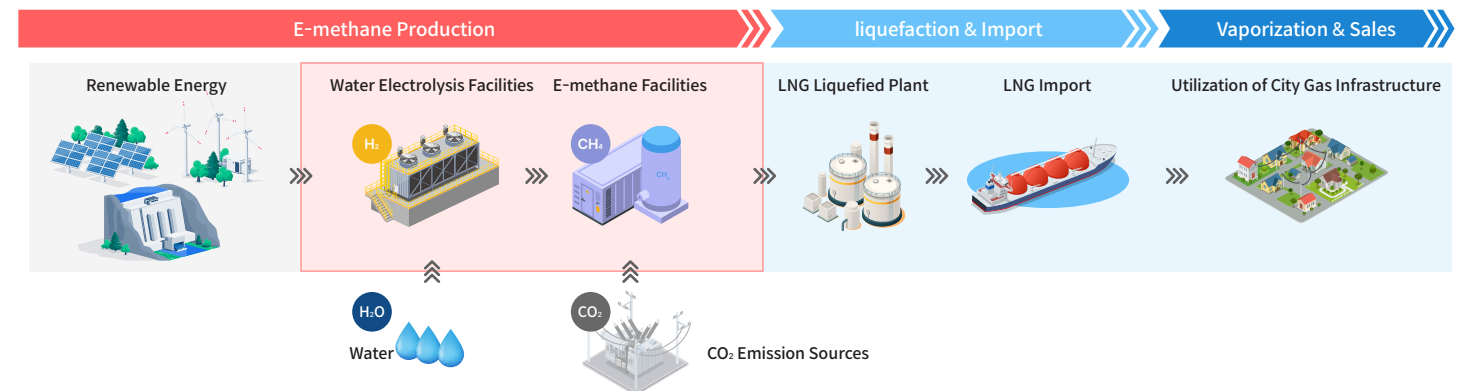 E-methane Production
liquefaction & Import
Vaporization & Sales
Renewable Energy
Water Electrolysis Facilities
E-methane Facilities
LNG Liquefied Plant
LNG Import
Utilization of City Gas Infrastructure
H₂
CH₄
CH₄
H₂O
Water
CO₂
CO₂ Emission Sources